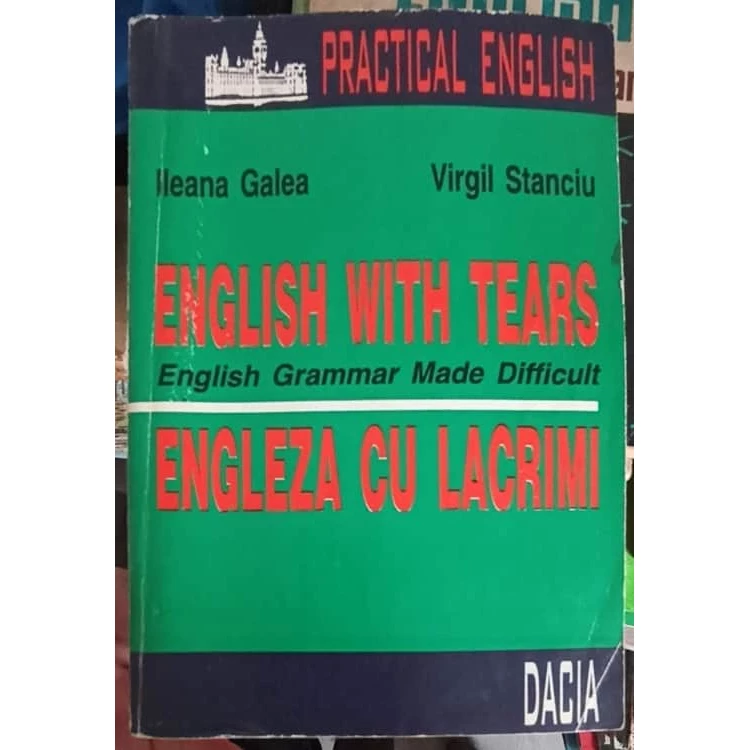 PRACTICAL ENGLISH
Ileana Galea Virgil Stanciu
ENGLISH WITH TEARS
English Grammar Made Difficult
ENGLEZA CU LACRIMI
DACIA